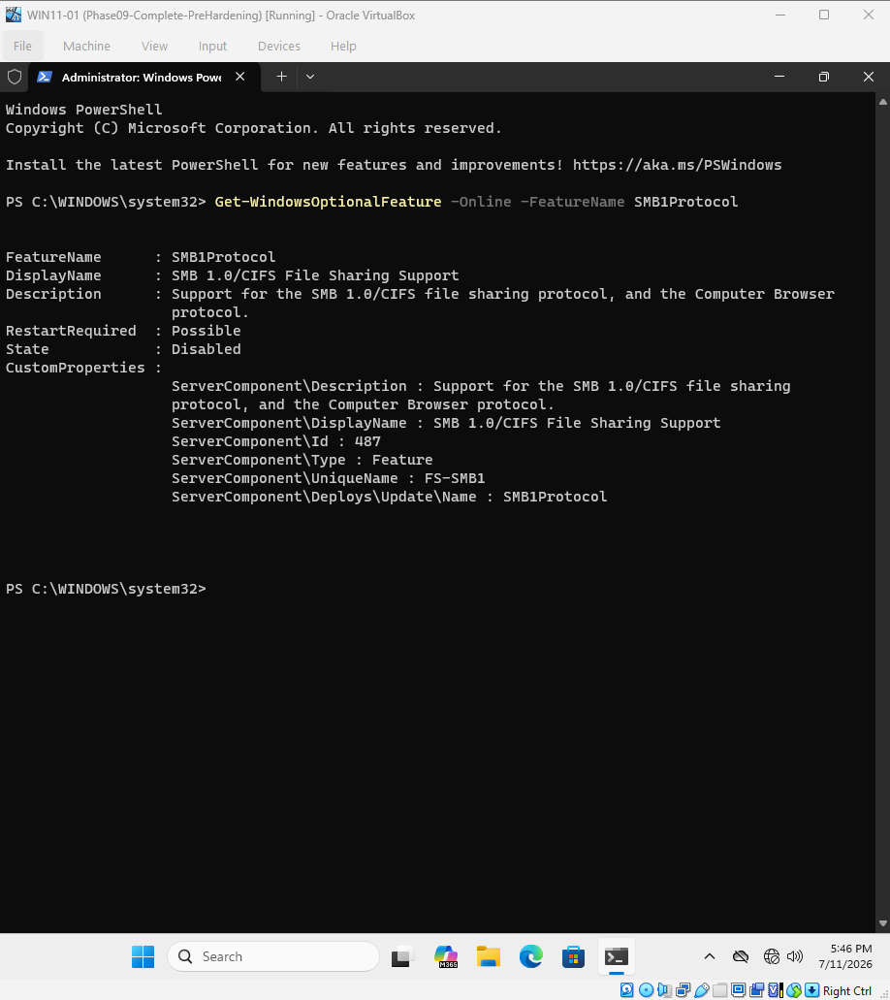 WIN11-01 (Phase09-Complete-PreHardening) [Running] - Oracle VirtualBox
File Machine View Input Devices Help
Administrator: Windows Powe
Windows PowerShell
Copyright (C) Microsoft Corporation. All rights reserved.
Install the latest PowerShell for new features and improvements! https://aka.ms/PSWindows
PS C:\WINDOWS\system32> Get-WindowsOptionalFeature -Online -FeatureName SMB1Protocol
FeatureName      : SMB1Protocol
DisplayName      : SMB 1.0/CIFS File Sharing Support
Description      : Support for the SMB 1.0/CIFS file sharing protocol, and the Computer Browser
protocol.
RestartRequired  : Possible
State            : Disabled
CustomProperties :
ServerComponent\Description : Support for the SMB 1.0/CIFS file sharing
protocol, and the Computer Browser protocol.
ServerComponent\DisplayName : SMB 1.0/CIFS File Sharing Support
ServerComponent\Id : 487
ServerComponent\Type : Feature
ServerComponent\UniqueName : FS-SMB1
ServerComponent\Deploys\Update\Name : SMB1Protocol
PS C:\WINDOWS\system32>
Search
M365
5:46 PM
7/11/2026
Right Ctrl